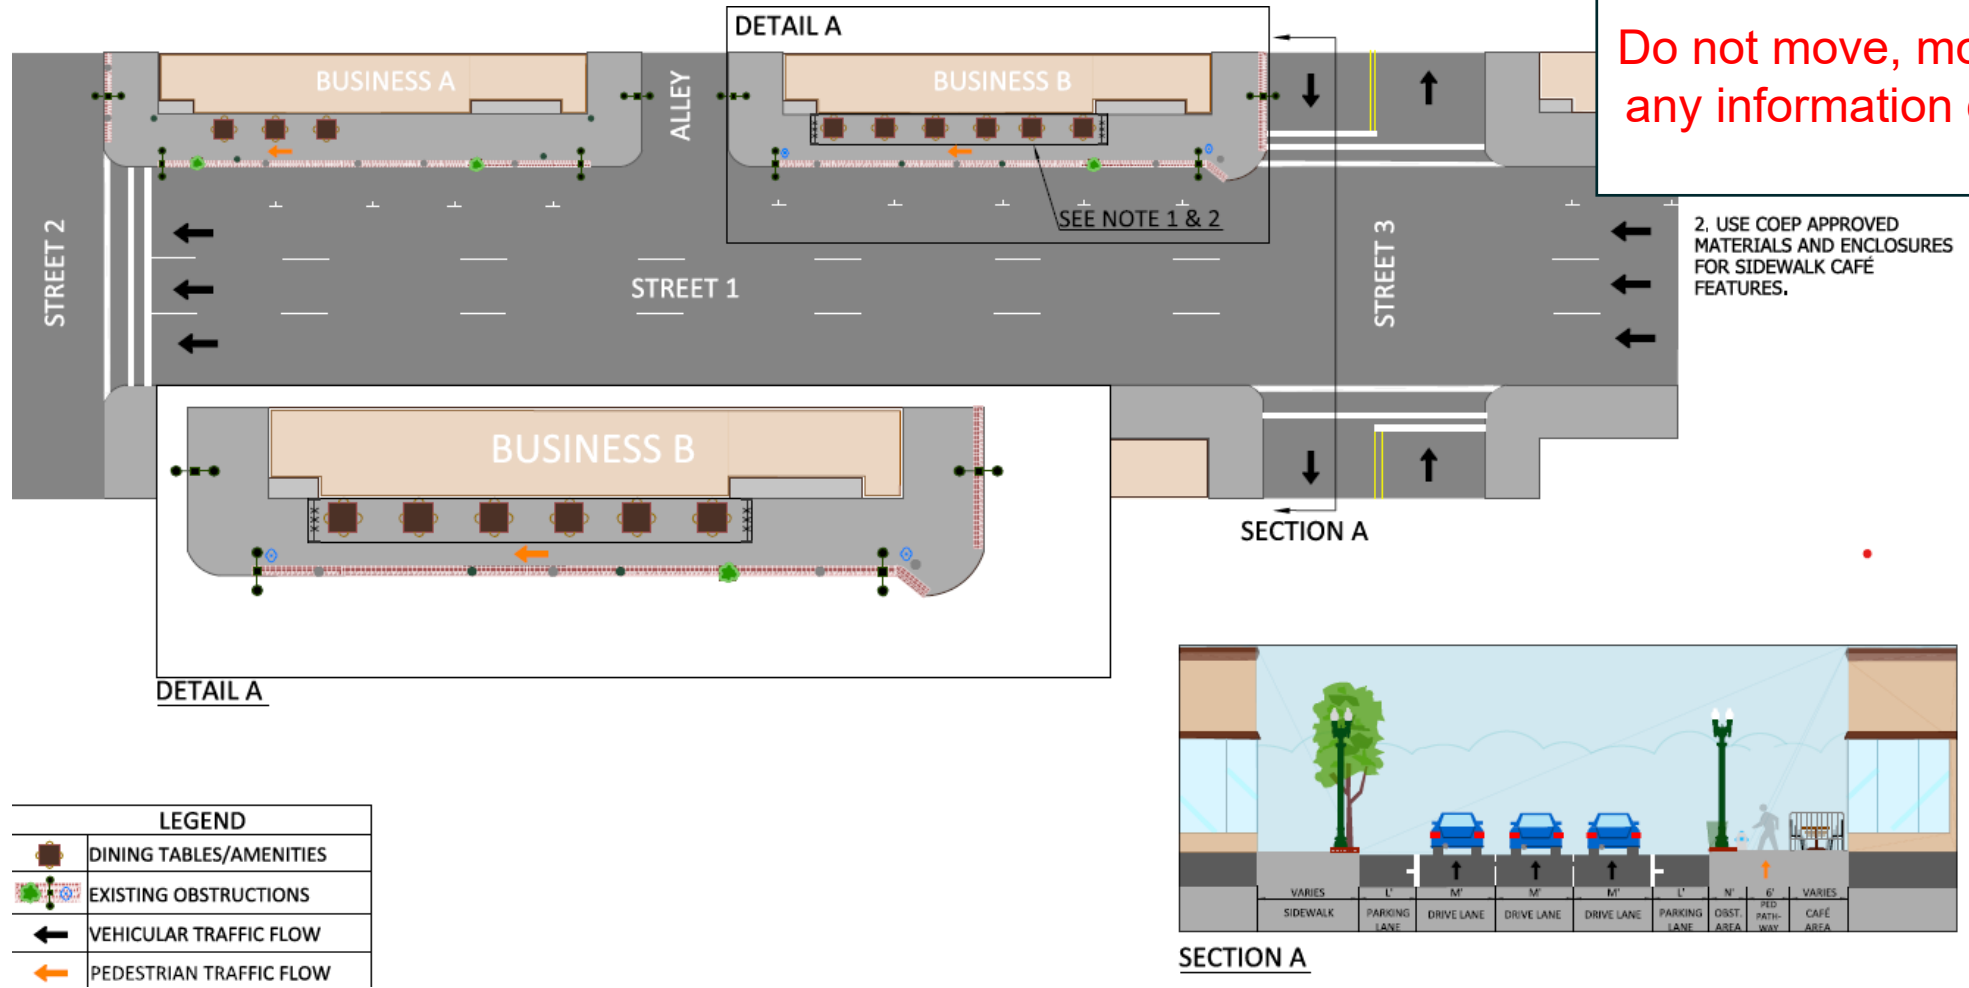 DETAIL A
Do not move, mo
any information
BUSINESS A
ALLEY
BUSINESS B
SEE NOTE 1 & 2
STREET 2
STREET 1
STREET 3
2. USE COEP APPROVED
MATERIALS AND ENCLOSURES
FOR SIDEWALK CAFÉ
FEATURES.
BUSINESS B
SECTION A
DETAIL A
LEGEND
DINING TABLES/AMENITIES
EXISTING OBSTRUCTIONS
VEHICULAR TRAFFIC FLOW
PEDESTRIAN TRAFFIC FLOW
VARIES L' M' M' M' L' N' 6' VARIES
SIDEWALK PARKING LANE DRIVE LANE DRIVE LANE DRIVE LANE PARKING LANE OBST. AREA PED PATH-WAY CAFÉ AREA
SECTION A